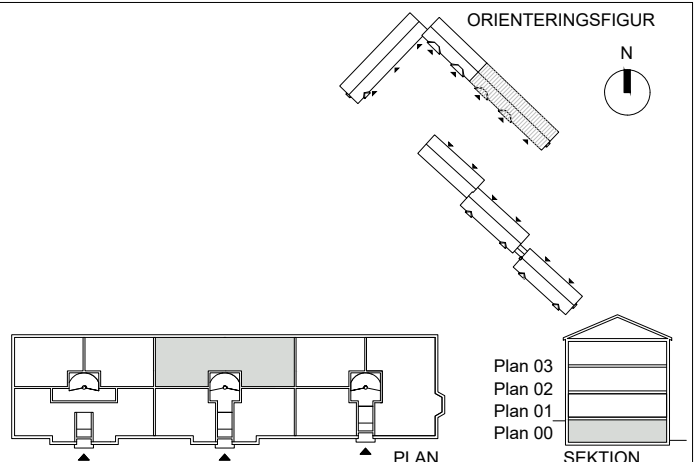 ORIENTERINGSFIGUR
N
Plan 03
Plan 02
Plan 01
Plan 00
PLAN
SEKTION